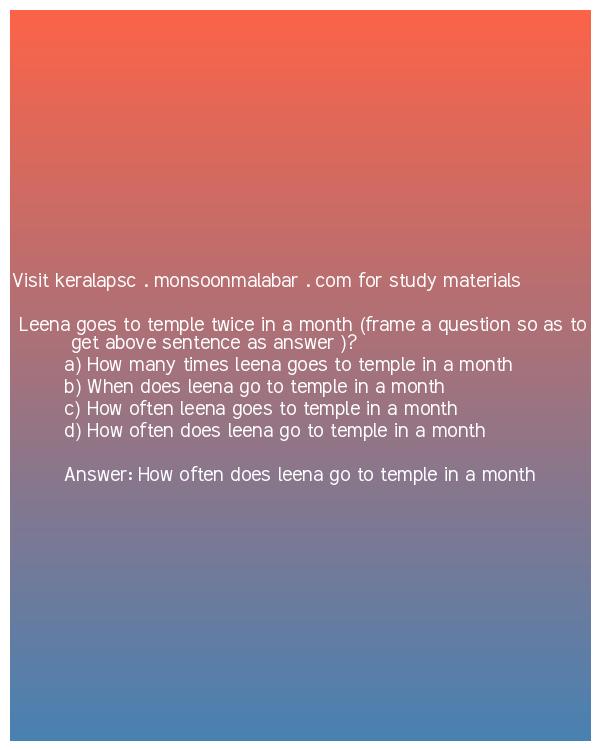 Visit keralapsc . monsoonmalabar . com for study materials
Leena goes to temple twice in a month (frame a question so as to
get above sentence as answer )?
a) How many times leena goes to temple in a month
b) When does leena go to temple in a month
c) How often leena goes to temple in a month
d) How often does leena go to temple in a month
Answer: How often does leena go to temple in a month